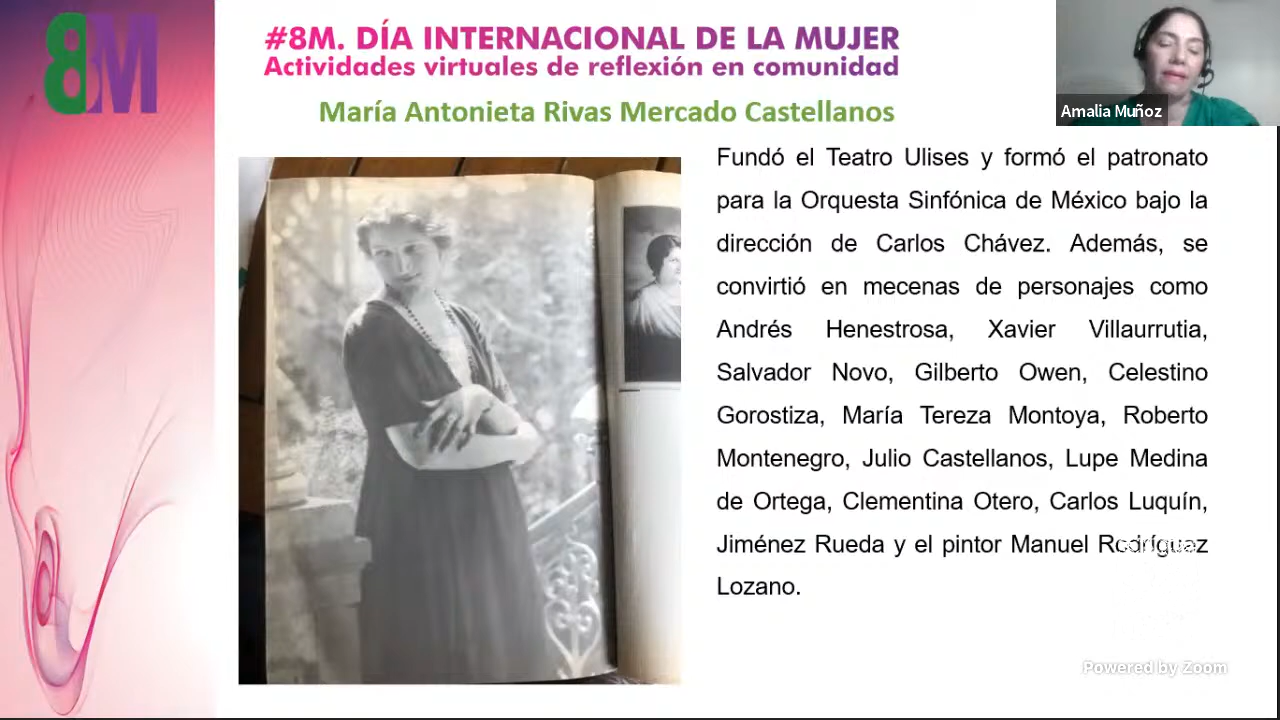 8M
#8M. DÍA INTERNACIONAL DE LA MUJER
Actividades virtuales de reflexión en comunidad
María Antonieta Rivas Mercado Castellanos
Amalia Muñoz
Fundó el Teatro Ulises y formó el patronato
para la Orquesta Sinfónica de México bajo la
dirección de Carlos Chávez. Además, se
convirtió en mecenas de personajes como
Andrés Henestrosa, Xavier Villaurrutia,
Salvador Novo, Gilberto Owen, Celestino
Gorostiza, María Tereza Montoya, Roberto
Montenegro, Julio Castellanos, Lupe Medina
de Ortega, Clementina Otero, Carlos Luquín,
Jiménez Rueda y el pintor Manuel Rodríguez
Lozano.
Powered by Zoom